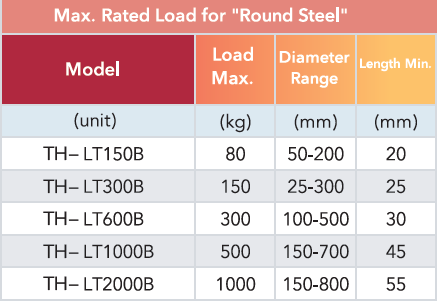 Max. Rated Load for "Round Steel"
Model Load Max. Diameter Range Length Min.
(unit) (kg) (mm) (mm)
TH–LT150B 80 50-200 20
TH–LT300B 150 25-300 25
TH–LT600B 300 100-500 30
TH–LT1000B 500 150-700 45
TH–LT2000B 1000 150-800 55